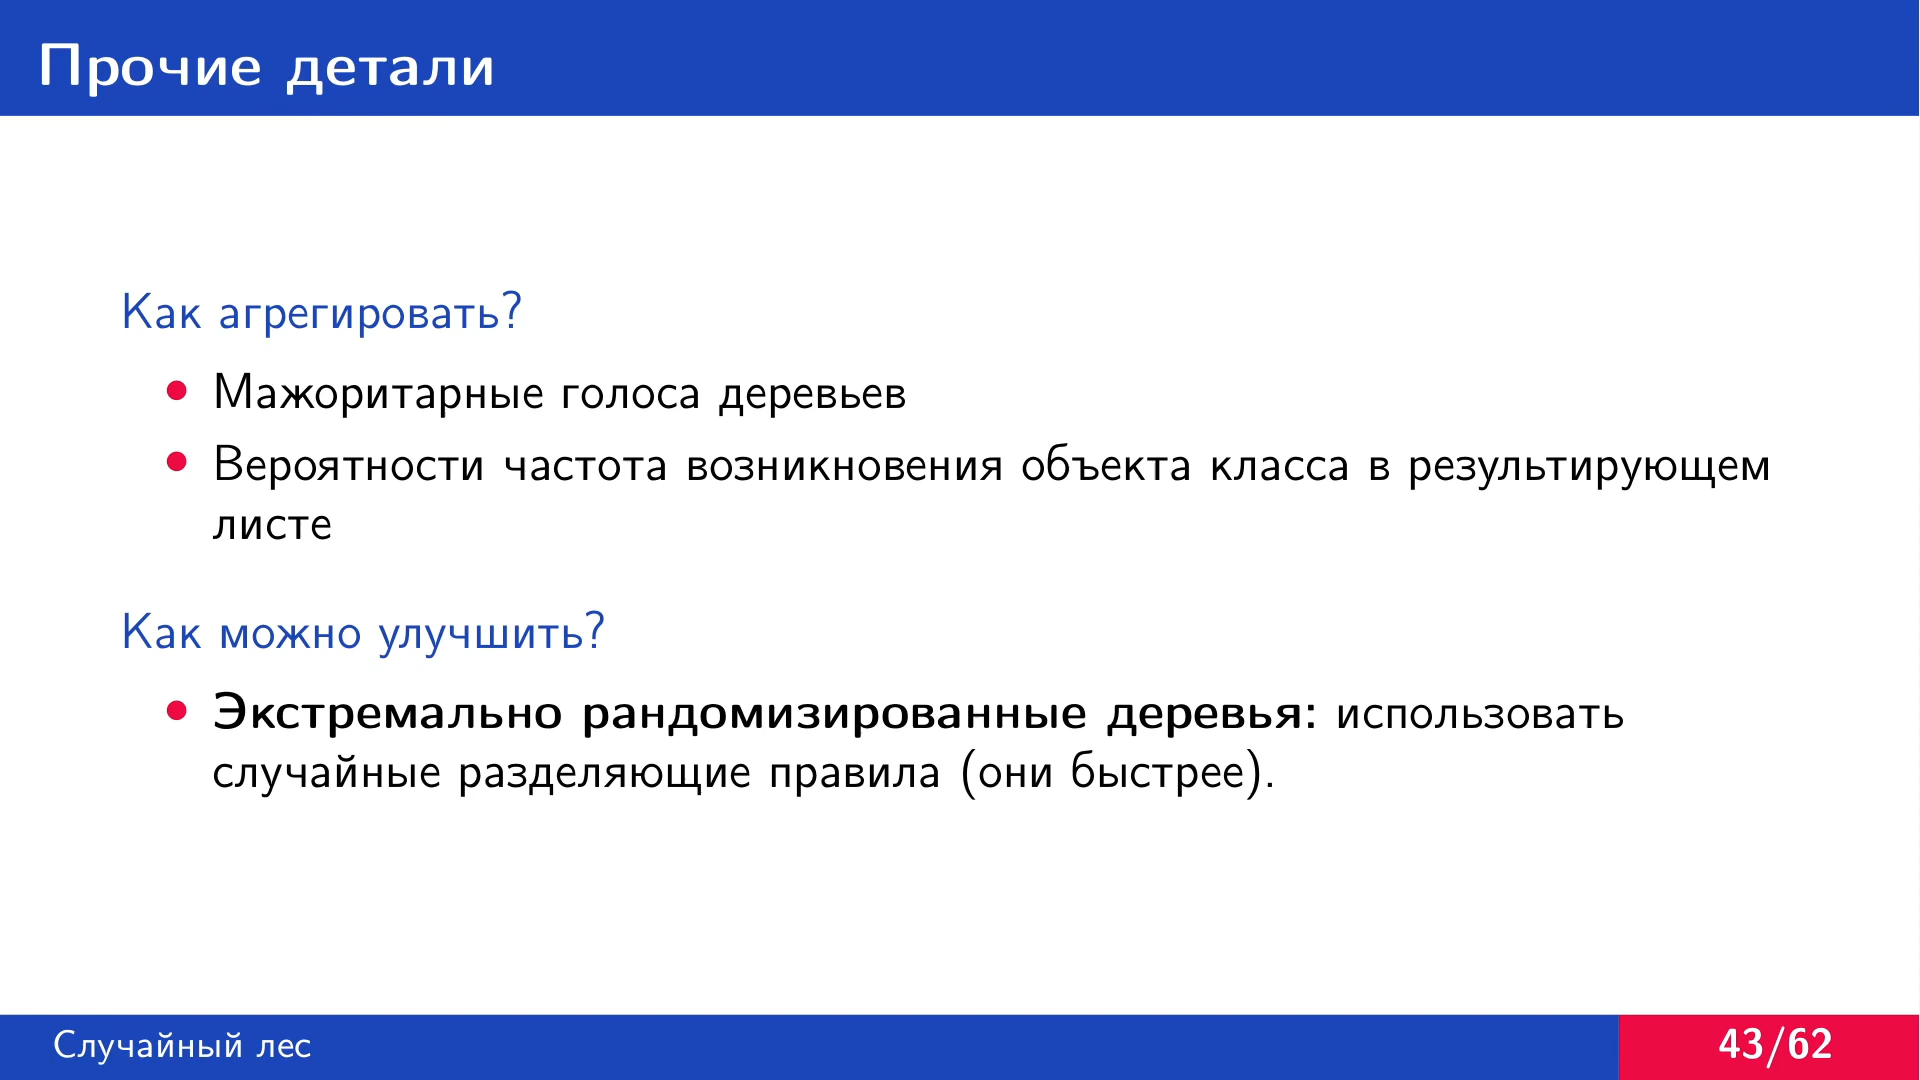 Прочие детали
Как агрегировать?
• Мажоритарные голоса деревьев
• Вероятности частота возникновения объекта класса в результирующем
листе
Как можно улучшить?
• Экстремально рандомизированные деревья: использовать
случайные разделяющие правила (они быстрее).
Случайный лес
43/62